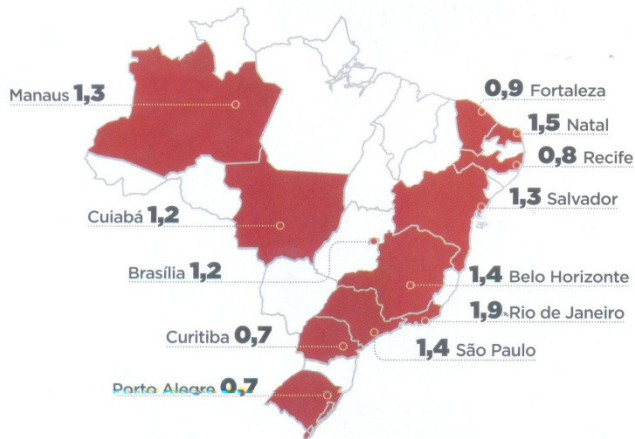 Manaus 1,3
0,9 Fortaleza
1,5 Natal
0,8 Recife
1,3 Salvador
Cuiabá 1,2
Brasília 1,2
1,4 Belo Horizonte
1,9 Rio de Janeiro
Curitiba 0,7
1,4 São Paulo
Porto Alegre 0,7